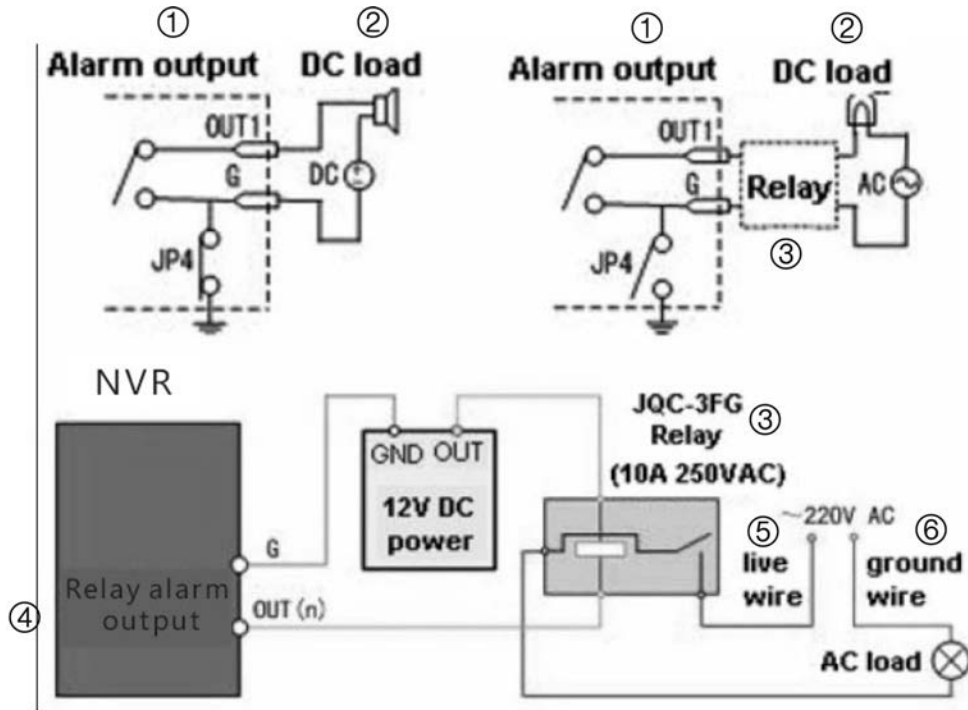 ① ② ① ②
Alarm output DC load Alarm output DC load
OUT1 OUT1
G DC G Relay AC
JP4 JP4 ③
NVR
JQC-3FG ③
Relay
(10A 250VAC)
GND OUT
12V DC
power
G
Relay alarm
output
④ OUT (n)
⑤ ~220V AC ⑥
live
wire
ground
wire
AC load